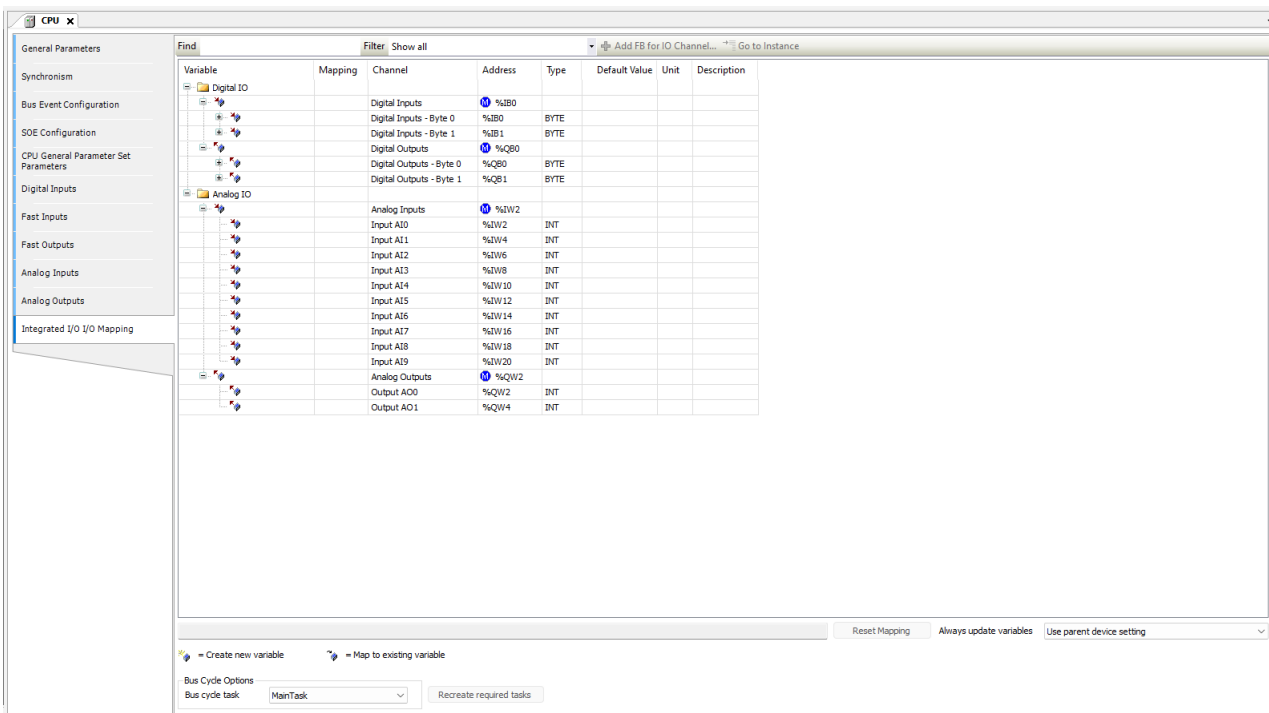 CPU
General Parameters
Synchronism
Bus Event Configuration
SOE Configuration
CPU General Parameter Set
Parameters
Digital Inputs
Fast Inputs
Fast Outputs
Analog Inputs
Analog Outputs
Integrated I/O I/O Mapping
Find Filter Show all Add FB for IO Channel... Go to Instance
Variable Mapping Channel Address Type Default Value Unit Description
Digital IO
Digital Inputs M %IB0
Digital Inputs - Byte 0 %IB0 BYTE
Digital Inputs - Byte 1 %IB1 BYTE
Digital Outputs M %QB0
Digital Outputs - Byte 0 %QB0 BYTE
Digital Outputs - Byte 1 %QB1 BYTE
Analog IO
Analog Inputs M %IW2
Input AI0 %IW2 INT
Input AI1 %IW4 INT
Input AI2 %IW6 INT
Input AI3 %IW8 INT
Input AI4 %IW10 INT
Input AI5 %IW12 INT
Input AI6 %IW14 INT
Input AI7 %IW16 INT
Input AI8 %IW18 INT
Input AI9 %IW20 INT
Analog Outputs M %QW2
Output AO0 %QW2 INT
Output AO1 %QW4 INT
Reset Mapping Always update variables Use parent device setting
= Create new variable = Map to existing variable
Bus Cycle Options
Bus cycle task MainTask Recreate required tasks